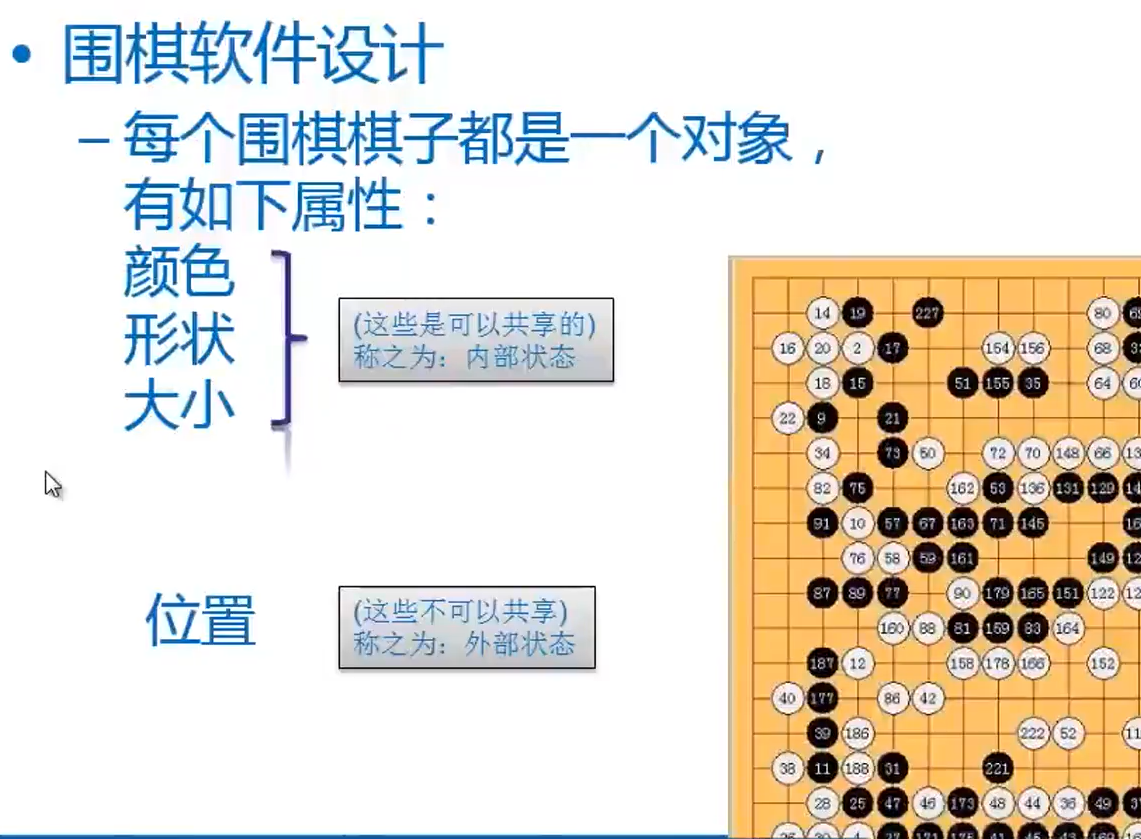 • 围棋软件设计
– 每个围棋棋子都是一个对象，
有如下属性：
颜色
形状
大小
(这些是可以共享的)
称之为：内部状态
位置
(这些不可以共享)
称之为：外部状态
14 19 227 80
16 20 2 17 154 156 68
18 15 51 155 35 64
22 9 21
34 73 50 72 70 148 66
82 75 162 53 136 131 129
91 10 57 67 163 71 145
76 58 59 161 149
87 89 77 90 179 165 151 122
160 88 81 159 83 164
187 12 158 178 166 152
40 177 86 42
39 186 222 52
38 11 188 31 221
28 25 47 46 173 48 44 36 49